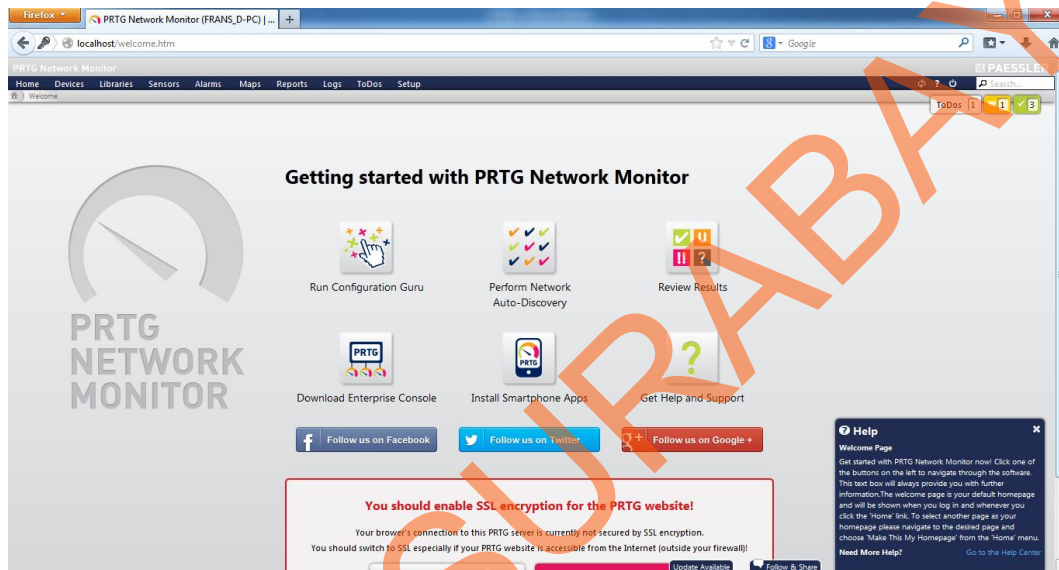 Firefox
PRTG Network Monitor (FRANS_D-PC) | ...
localhost/welcome.htm
Google
PRTG Network Monitor
PAESSLER
Home Devices Libraries Sensors Alarms Maps Reports Logs ToDos Setup
Search...
Welcome
ToDos 1 1 3
Getting started with PRTG Network Monitor
Run Configuration Guru
Perform Network
Auto-Discovery
Review Results
PRTG
NETWORK
MONITOR
PRTG
PRTG
Download Enterprise Console
Install Smartphone Apps
Get Help and Support
Follow us on Facebook
Follow us on Twitter
Follow us on Google +
You should enable SSL encryption for the PRTG website!
Your brower's connection to this PRTG server is currently not secured by SSL encryption.
You should switch to SSL especially if your PRTG website is accessible from the Internet (outside your firewall)!
Help
Welcome Page
Get started with PRTG Network Monitor now! Click one of
the buttons on the left to navigate through the software.
This text box will always provide you with further
information.The welcome page is your default homepage
and will be shown when you log in and whenever you
click the 'Home' link. To select another page as your
homepage please navigate to the desired page and
choose 'Make This My Homepage' from the 'Home' menu.
Need More Help? Go to the Help Center
Update Available
Follow & Share
SURABAY